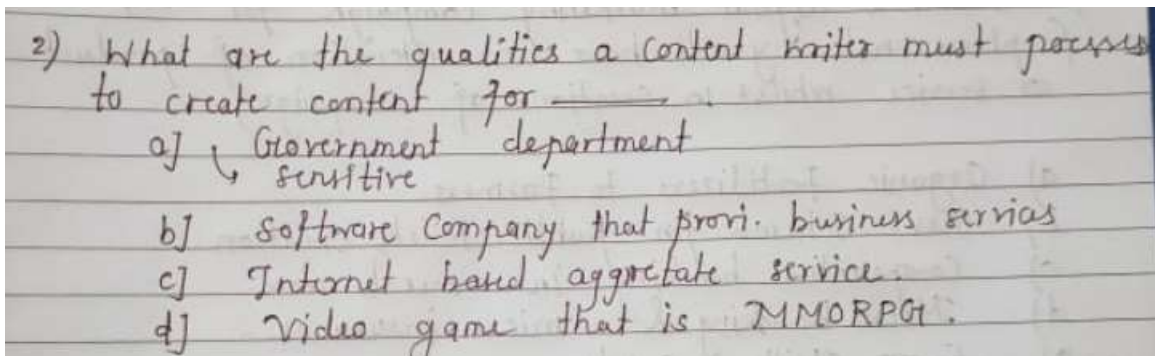 2) What are the qualities a content writer must possess
to create content for ______.
a] Government department
↳ sensitive
b] Software Company that provi. business services
c] Internet based aggretate service.
d] Video game that is MMORPG.